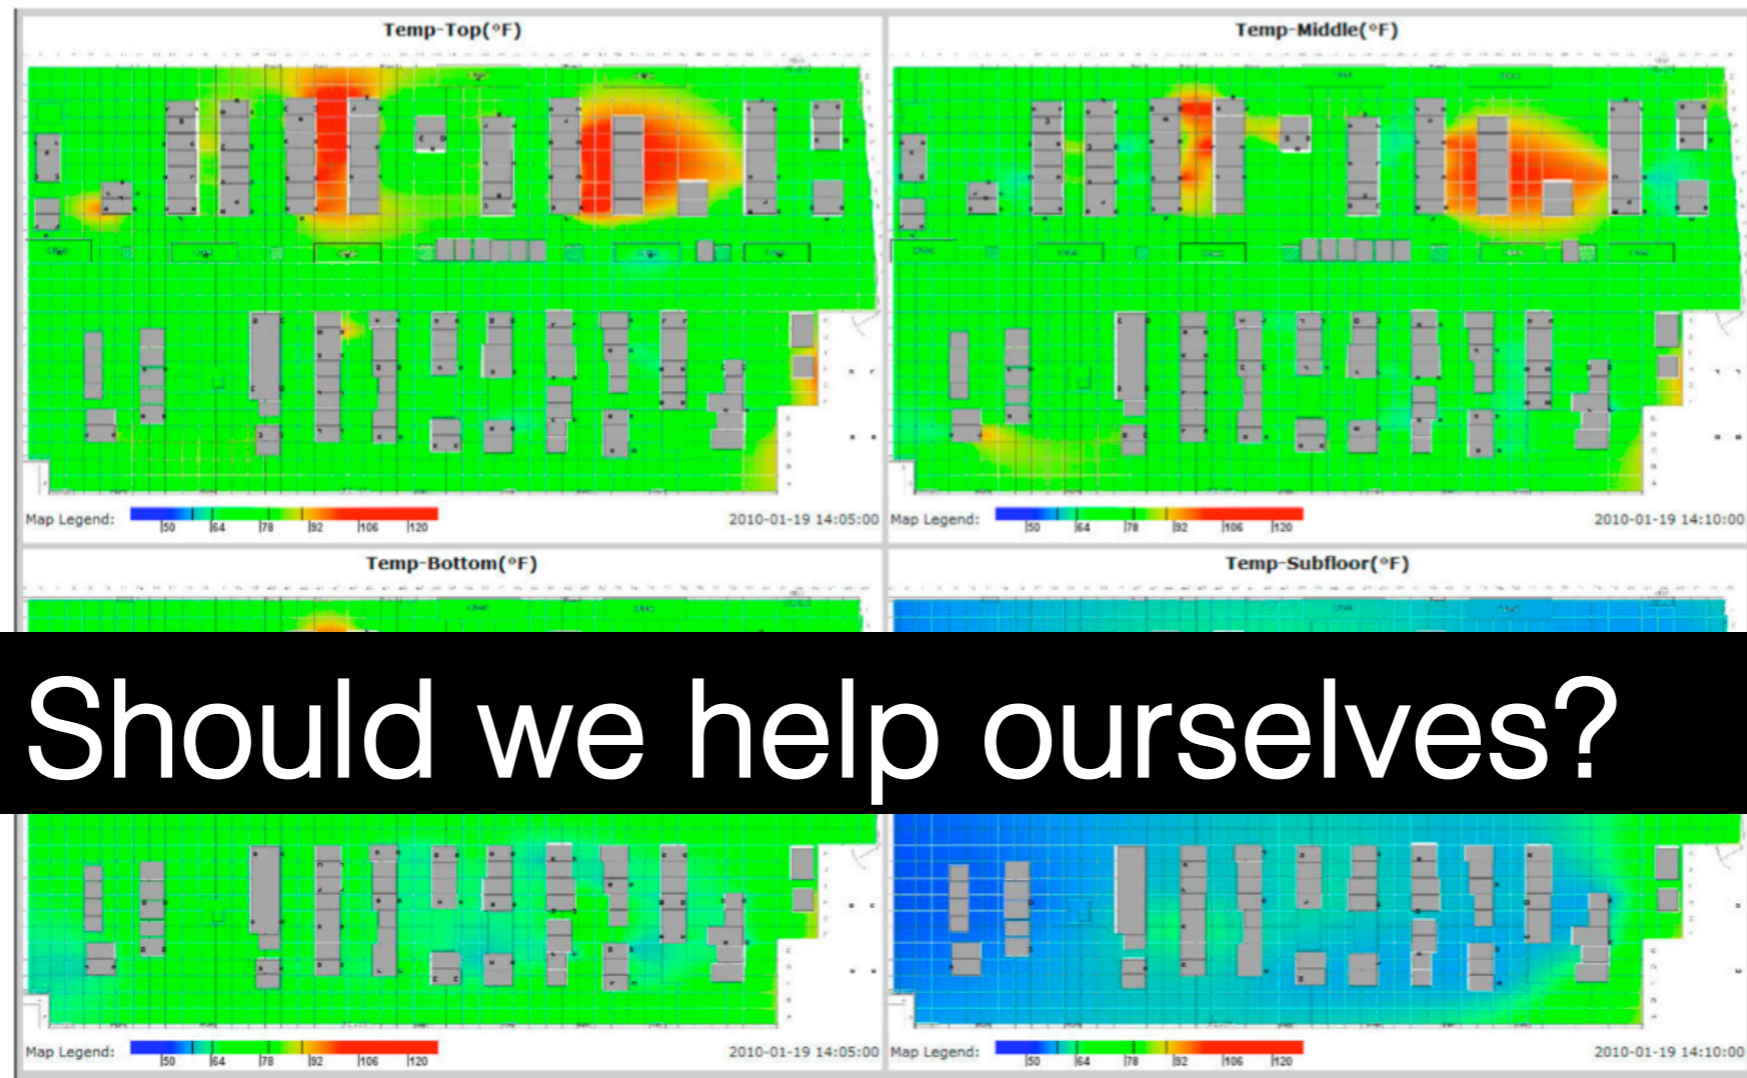 Temp-Top(°F)
Temp-Middle(°F)
Map Legend:
50 64 78 92 106 120
2010-01-19 14:05:00
Map Legend:
50 64 78 92 106 120
2010-01-19 14:10:00
Temp-Bottom(°F)
Temp-Subfloor(°F)
Should we help ourselves?
Map Legend:
50 64 78 92 106 120
2010-01-19 14:05:00
Map Legend:
50 64 78 92 106 120
2010-01-19 14:10:00